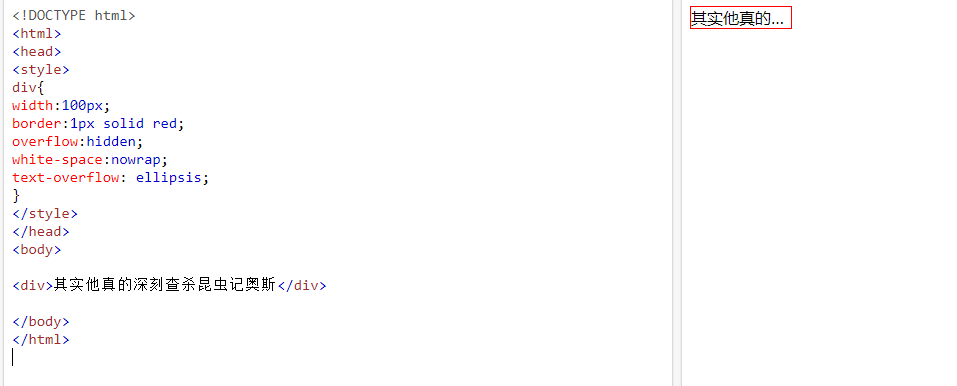 <!DOCTYPE html>
<html>
<head>
<style>
div{
width:100px;
border:1px solid red;
overflow:hidden;
white-space:nowrap;
text-overflow: ellipsis;
}
</style>
</head>
<body>
<div>其实他真的深刻查杀昆虫记奥斯</div>
</body>
</html>
其实他真的...